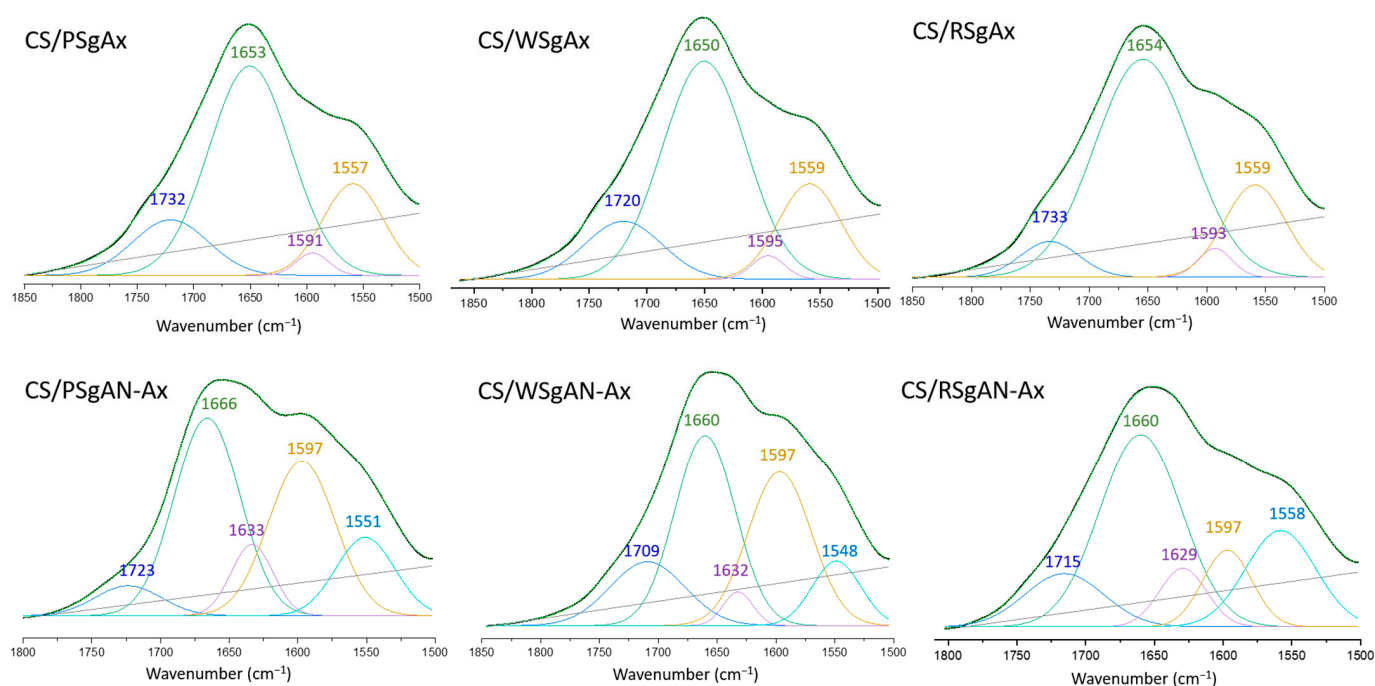 CS/PSgAx
1653
1732
1591
1557
1850 1800 1750 1700 1650 1600 1550 1500
Wavenumber (cm⁻¹)
CS/WSgAx
1650
1720
1595
1559
1850 1800 1750 1700 1650 1600 1550 1500
Wavenumber (cm⁻¹)
CS/RSgAx
1654
1733
1593
1559
1850 1800 1750 1700 1650 1600 1550 1500
Wavenumber (cm⁻¹)
CS/PSgAN-Ax
1666
1597
1633
1551
1723
1800 1750 1700 1650 1600 1550 1500
Wavenumber (cm⁻¹)
CS/WSgAN-Ax
1660
1597
1709
1632
1548
1850 1800 1750 1700 1650 1600 1550 1500
Wavenumber (cm⁻¹)
CS/RSgAN-Ax
1660
1558
1597
1715
1629
1800 1750 1700 1650 1600 1550 1500
Wavenumber (cm⁻¹)